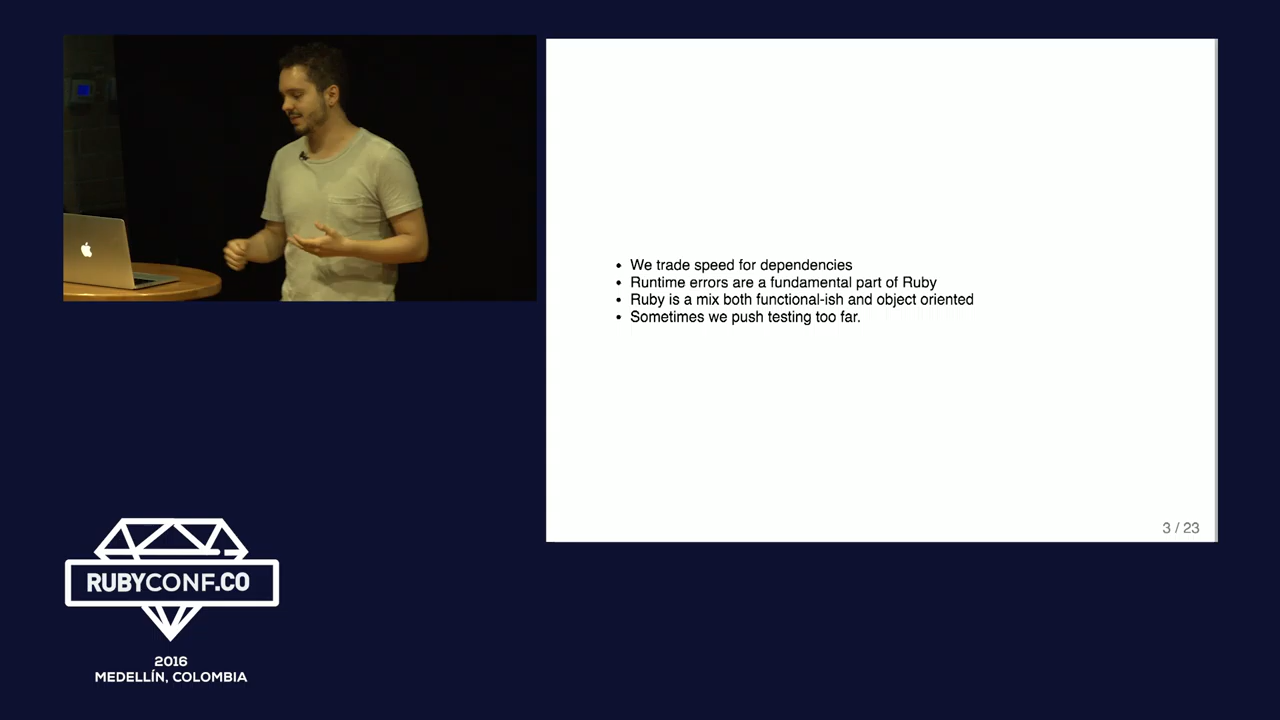 • We trade speed for dependencies
• Runtime errors are a fundamental part of Ruby
• Ruby is a mix both functional-ish and object oriented
• Sometimes we push testing too far.
3 / 23
RUBYCONF.CO
2016
MEDELLÍN, COLOMBIA